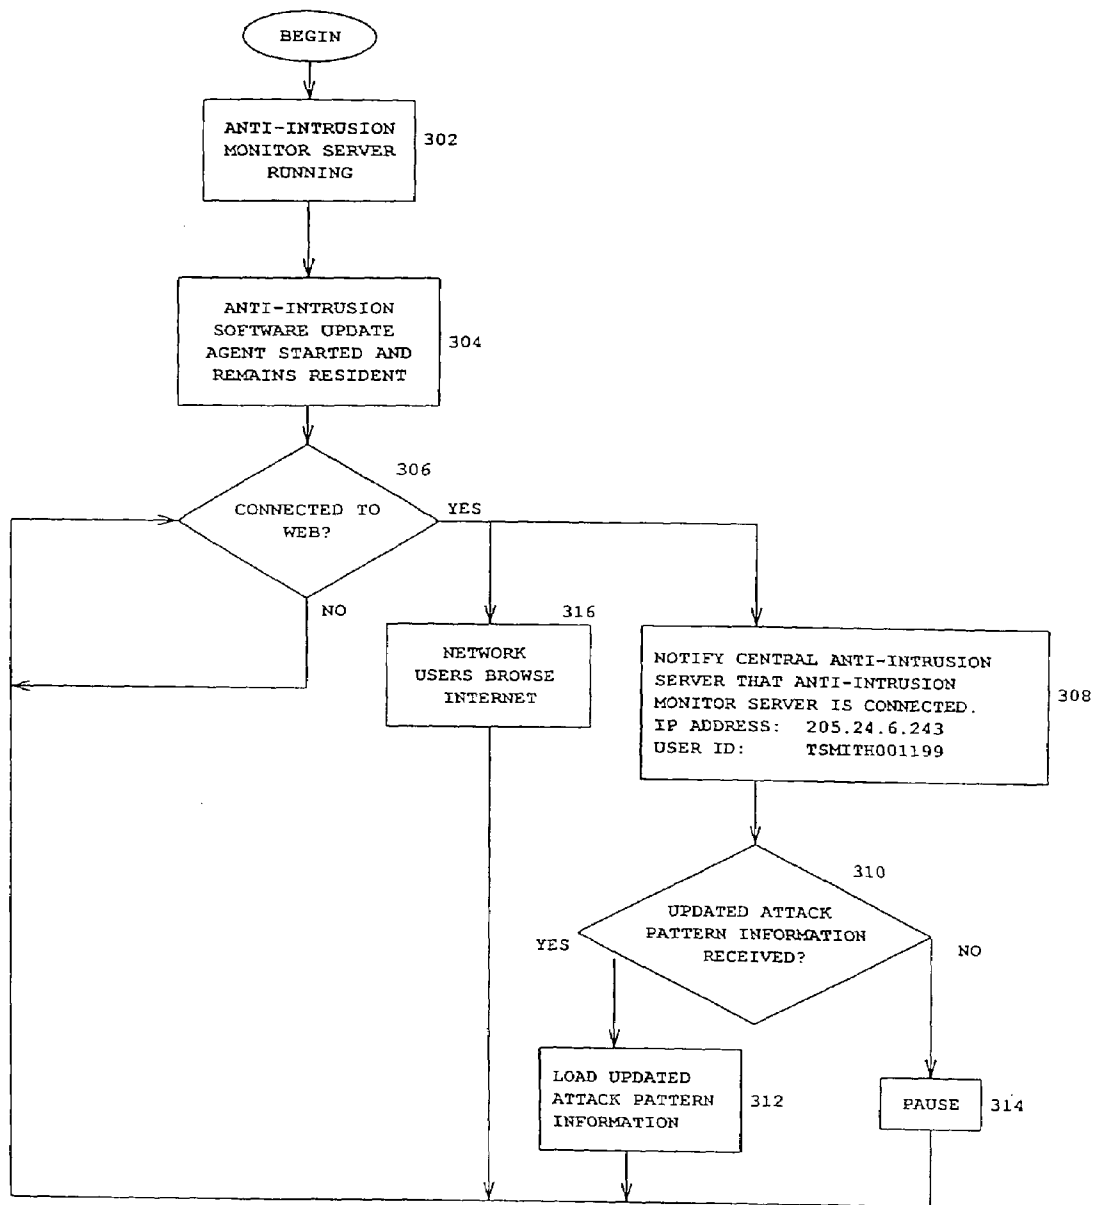 BEGIN
ANTI-INTRUSION
MONITOR SERVER
RUNNING
302
ANTI-INTRUSION
SOFTWARE UPDATE
AGENT STARTED AND
REMAINS RESIDENT
304
306
CONNECTED TO
WEB?
YES
NO
316
NETWORK
USERS BROWSE
INTERNET
NOTIFY CENTRAL ANTI-INTRUSION
SERVER THAT ANTI-INTRUSION
MONITOR SERVER IS CONNECTED.
IP ADDRESS: 205.24.6.243
USER ID: TSMITH001199
308
310
UPDATED ATTACK
PATTERN INFORMATION
RECEIVED?
YES
NO
LOAD UPDATED
ATTACK PATTERN
INFORMATION
312
PAUSE
314